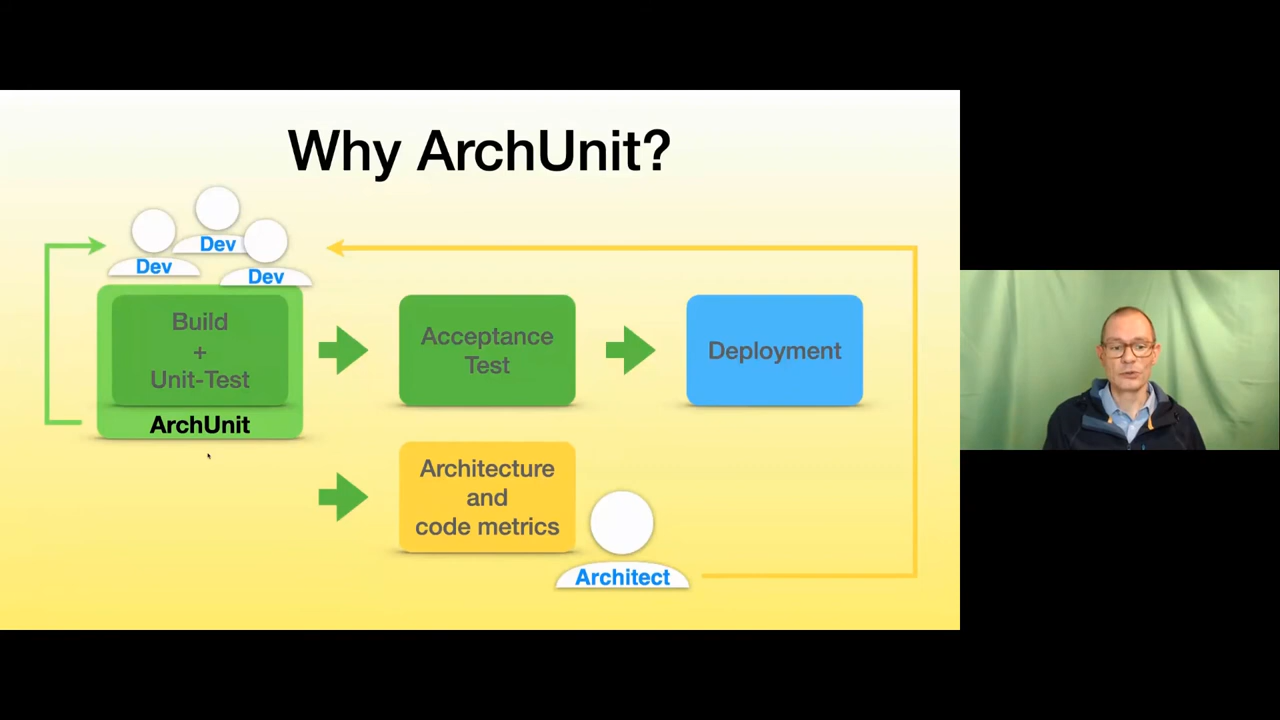 Why ArchUnit?
Dev
Dev
Dev
Build
+
Unit-Test
ArchUnit
Acceptance
Test
Deployment
Architecture
and
code metrics
Architect